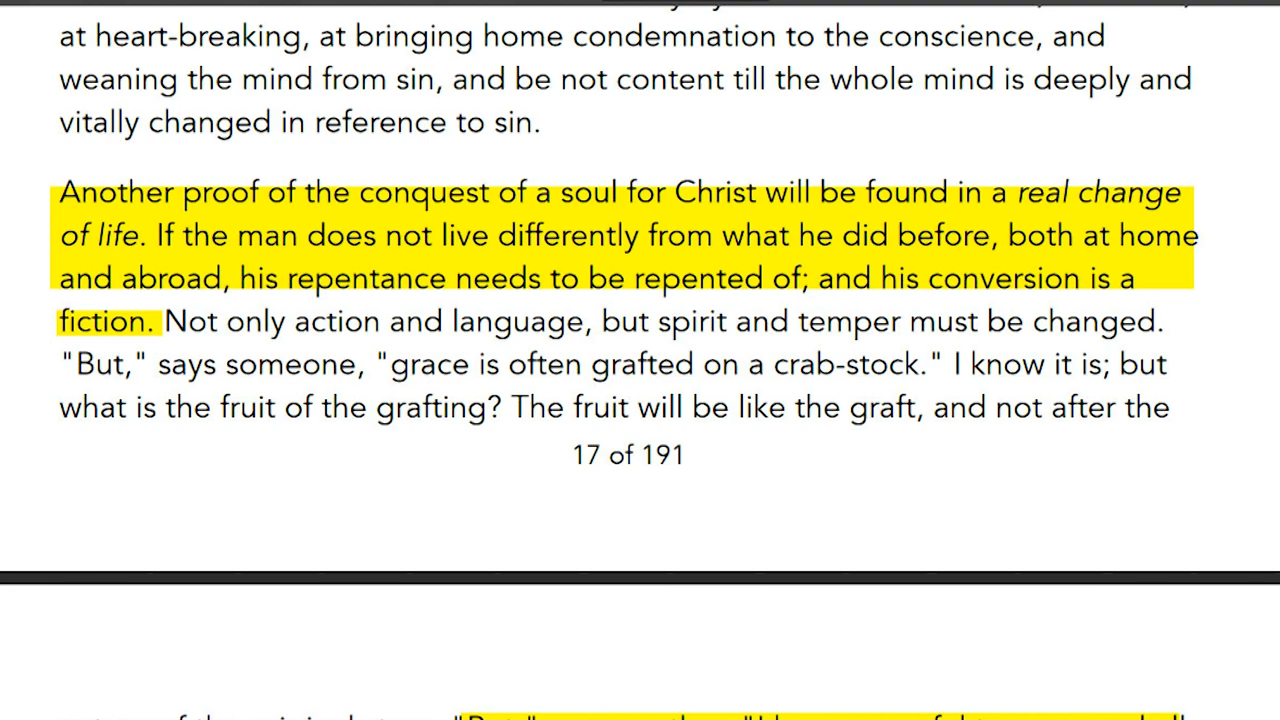 at heart-breaking, at bringing home condemnation to the conscience, and
weaning the mind from sin, and be not content till the whole mind is deeply and
vitally changed in reference to sin.
Another proof of the conquest of a soul for Christ will be found in a real change
of life. If the man does not live differently from what he did before, both at home
and abroad, his repentance needs to be repented of; and his conversion is a
fiction. Not only action and language, but spirit and temper must be changed.
"But," says someone, "grace is often grafted on a crab-stock." I know it is; but
what is the fruit of the grafting? The fruit will be like the graft, and not after the
17 of 191